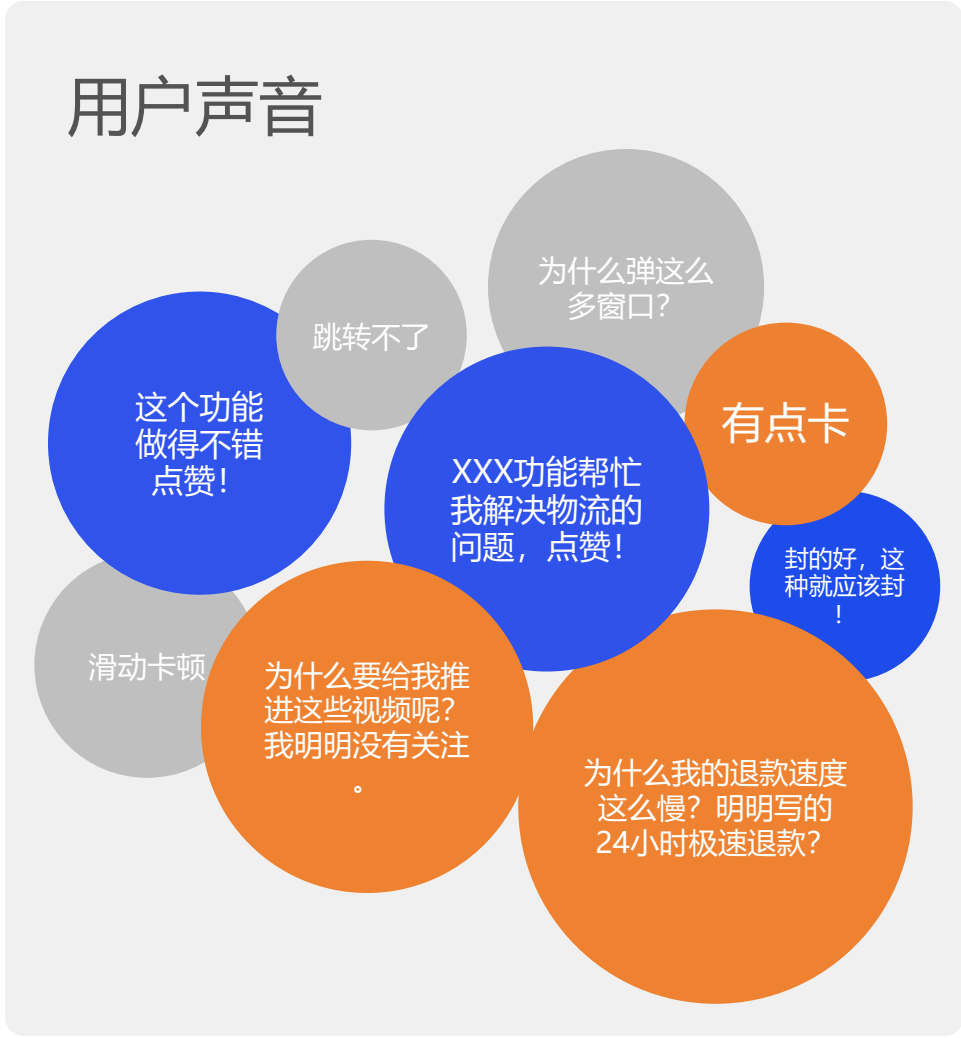 用户声音
为什么弹这么
多窗口？
跳转不了
这个功能
做得不错
点赞！
有点卡
XXX功能帮忙
我解决物流的
问题，点赞！
封的好，这
种就应该封
！
滑动卡顿
为什么要给我推
进这些视频呢？
我明明没有关注
。
为什么我的退款速度
这么慢？明明写的
24小时极速退款？